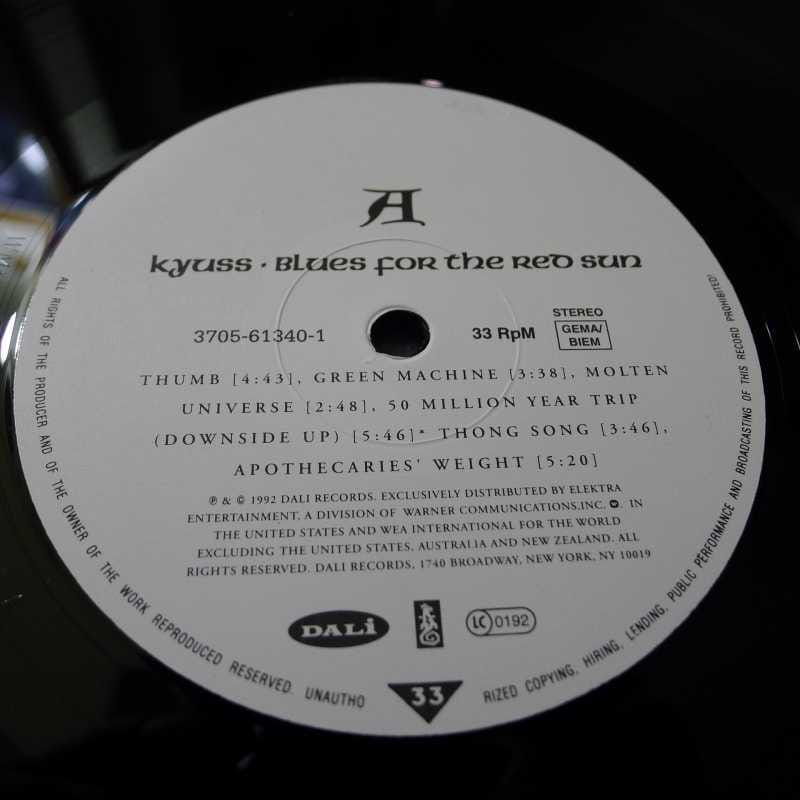 A
kyuss · Blues for the Red Sun
3705-61340-1
33 RpM
STEREO
GEMA/
BIEM
THUMB [4:43], GREEN MACHINE [3:38], MOLTEN
UNIVERSE [2:48], 50 MILLION YEAR TRIP
(DOWNSIDE UP) [5:46]* THONG SONG [3:46],
APOTHECARIES' WEIGHT [5:20]
℗ & © 1992 DALI RECORDS. EXCLUSIVELY DISTRIBUTED BY ELEKTRA
ENTERTAINMENT, A DIVISION OF WARNER COMMUNICATIONS.INC. . IN
THE UNITED STATES AND WEA INTERNATIONAL FOR THE WORLD
EXCLUDING THE UNITED STATES, AUSTRALIA AND NEW ZEALAND. ALL
RIGHTS RESERVED. DALI RECORDS, 1740 BROADWAY, NEW YORK, NY 10019
DALi
LC 0192
33
ALL RIGHTS OF THE PRODUCER AND OF THE OWNER OF THE WORK REPRODUCED RESERVED. UNAUTHO
RIZED COPYING, HIRING, LENDING, PUBLIC PERFORMANCE AND BROADCASTING OF THIS RECORD PROHIBITED!